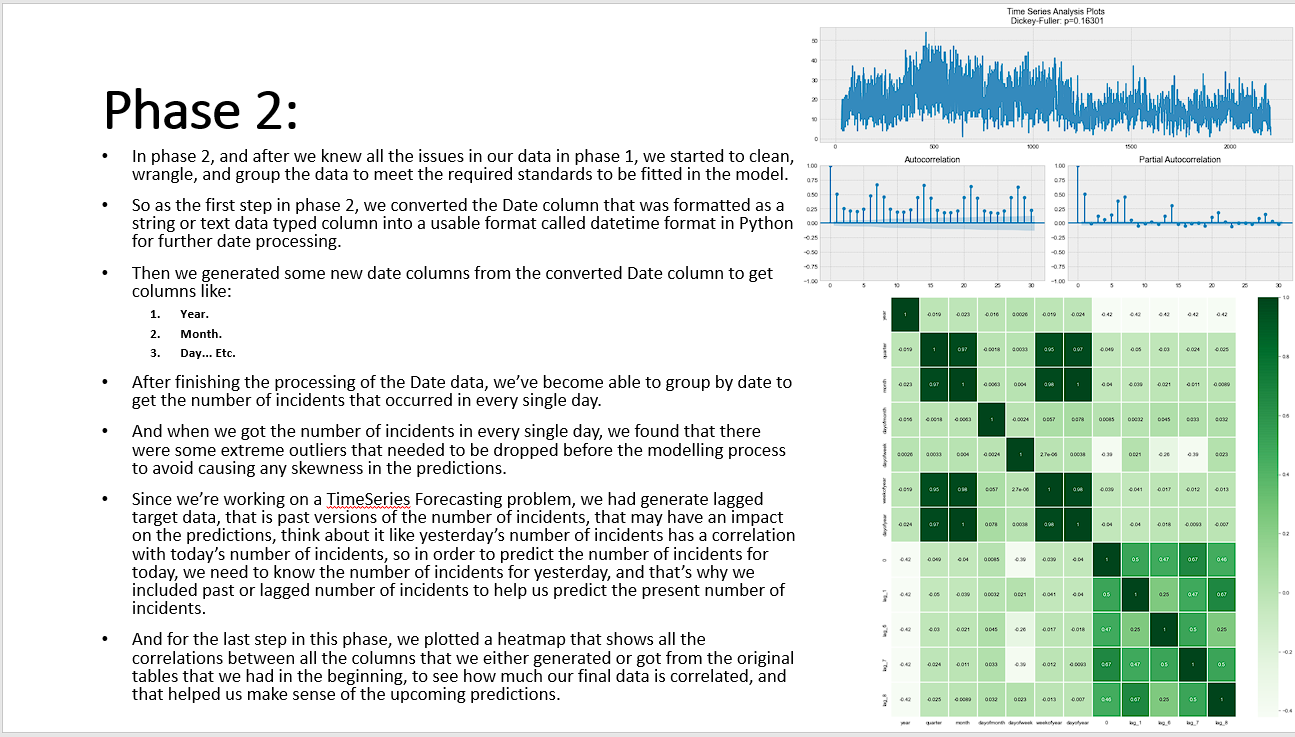 Phase 2:
• In phase 2, and after we knew all the issues in our data in phase 1, we started to clean,
wrangle, and group the data to meet the required standards to be fitted in the model.
• So as the first step in phase 2, we converted the Date column that was formatted as a
string or text data typed column into a usable format called datetime format in Python
for further date processing.
• Then we generated some new date columns from the converted Date column to get
columns like:
1. Year.
2. Month.
3. Day... Etc.
• After finishing the processing of the Date data, we’ve become able to group by date to
get the number of incidents that occurred in every single day.
• And when we got the number of incidents in every single day, we found that there
were some extreme outliers that needed to be dropped before the modelling process
to avoid causing any skewness in the predictions.
• Since we’re working on a TimeSeries Forecasting problem, we had generate lagged
target data, that is past versions of the number of incidents, that may have an impact
on the predictions, think about it like yesterday’s number of incidents has a correlation
with today’s number of incidents, so in order to predict the number of incidents for
today, we need to know the number of incidents for yesterday, and that’s why we
included past or lagged number of incidents to help us predict the present number of
incidents.
• And for the last step in this phase, we plotted a heatmap that shows all the
correlations between all the columns that we either generated or got from the original
tables that we had in the beginning, to see how much our final data is correlated, and
that helped us make sense of the upcoming predictions.
Time Series Analysis Plots
Dickey-Fuller: p=0.16301
50
40
30
20
10
0
0 500 1000 1500 2000
Autocorrelation
1.00
0.75
0.50
0.25
0.00
−0.25
−0.50
−0.75
−1.00
0 5 10 15 20 25 30
Partial Autocorrelation
1.00
0.75
0.50
0.25
0.00
−0.25
−0.50
−0.75
−1.00
0 5 10 15 20 25 30
year 1 -0.019 -0.023 -0.016 0.0026 -0.019 -0.024 -0.42 -0.42 -0.42 -0.42 -0.42
quarter -0.019 1 0.97 -0.0018 0.0033 0.95 0.97 -0.049 -0.05 -0.03 -0.024 -0.025
month -0.023 0.97 1 -0.0063 0.004 0.98 1 -0.04 -0.039 -0.021 -0.011 -0.0089
dayofmonth -0.016 -0.0018 -0.0063 1 -0.0024 0.057 0.078 0.0085 0.0032 0.045 0.033 0.032
dayofweek 0.0026 0.0033 0.004 -0.0024 1 2.7e-06 0.0038 -0.39 0.021 -0.26 -0.39 0.023
weekofyear -0.019 0.95 0.98 0.057 2.7e-06 1 0.98 -0.039 -0.041 -0.017 -0.012 -0.013
dayofyear -0.024 0.97 1 0.078 0.0038 0.98 1 -0.04 -0.04 -0.018 -0.0093 -0.007
0 -0.42 -0.049 -0.04 0.0085 -0.39 -0.039 -0.04 1 0.5 0.47 0.67 0.46
lag_1 -0.42 -0.05 -0.039 0.0032 0.021 -0.041 -0.04 0.5 1 0.25 0.47 0.67
lag_6 -0.42 -0.03 -0.021 0.045 -0.26 -0.017 -0.018 0.47 0.25 1 0.5 0.25
lag_7 -0.42 -0.024 -0.011 0.033 -0.39 -0.012 -0.0093 0.67 0.47 0.5 1 0.5
lag_8 -0.42 -0.025 -0.0089 0.032 0.023 -0.013 -0.007 0.46 0.67 0.25 0.5 1
year quarter month dayofmonth dayofweek weekofyear dayofyear 0 lag_1 lag_6 lag_7 lag_8
1.0
0.8
0.6
0.4
0.2
0.0
−0.2
−0.4